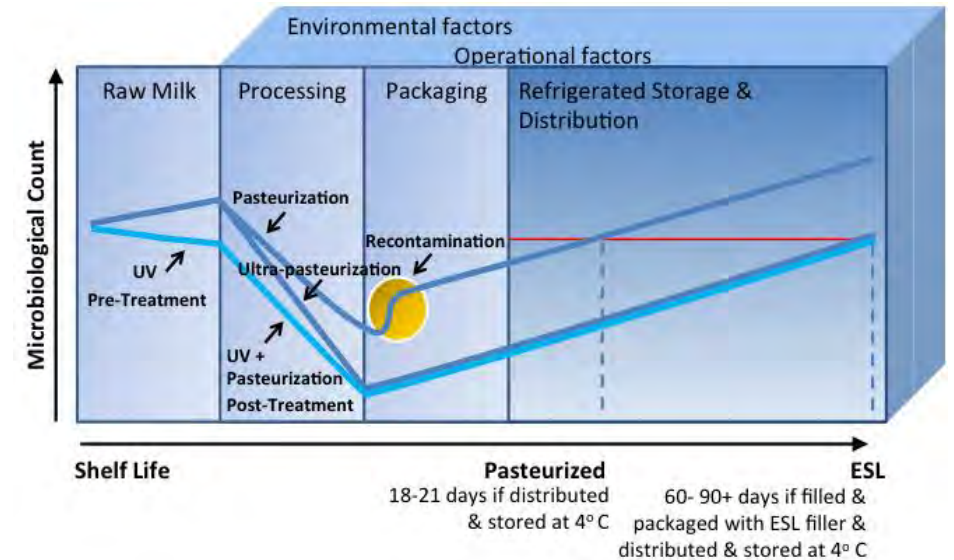 Environmental factors
Operational factors
Raw Milk
Processing
Packaging
Refrigerated Storage &
Distribution
Microbiological Count
Pasteurization
Recontamination
UV
Ultra-pasteurization
Pre-Treatment
UV +
Pasteurization
Post-Treatment
Shelf Life
Pasteurized
18-21 days if distributed
& stored at 4° C
ESL
60- 90+ days if filled &
packaged with ESL filler &
distributed & stored at 4° C